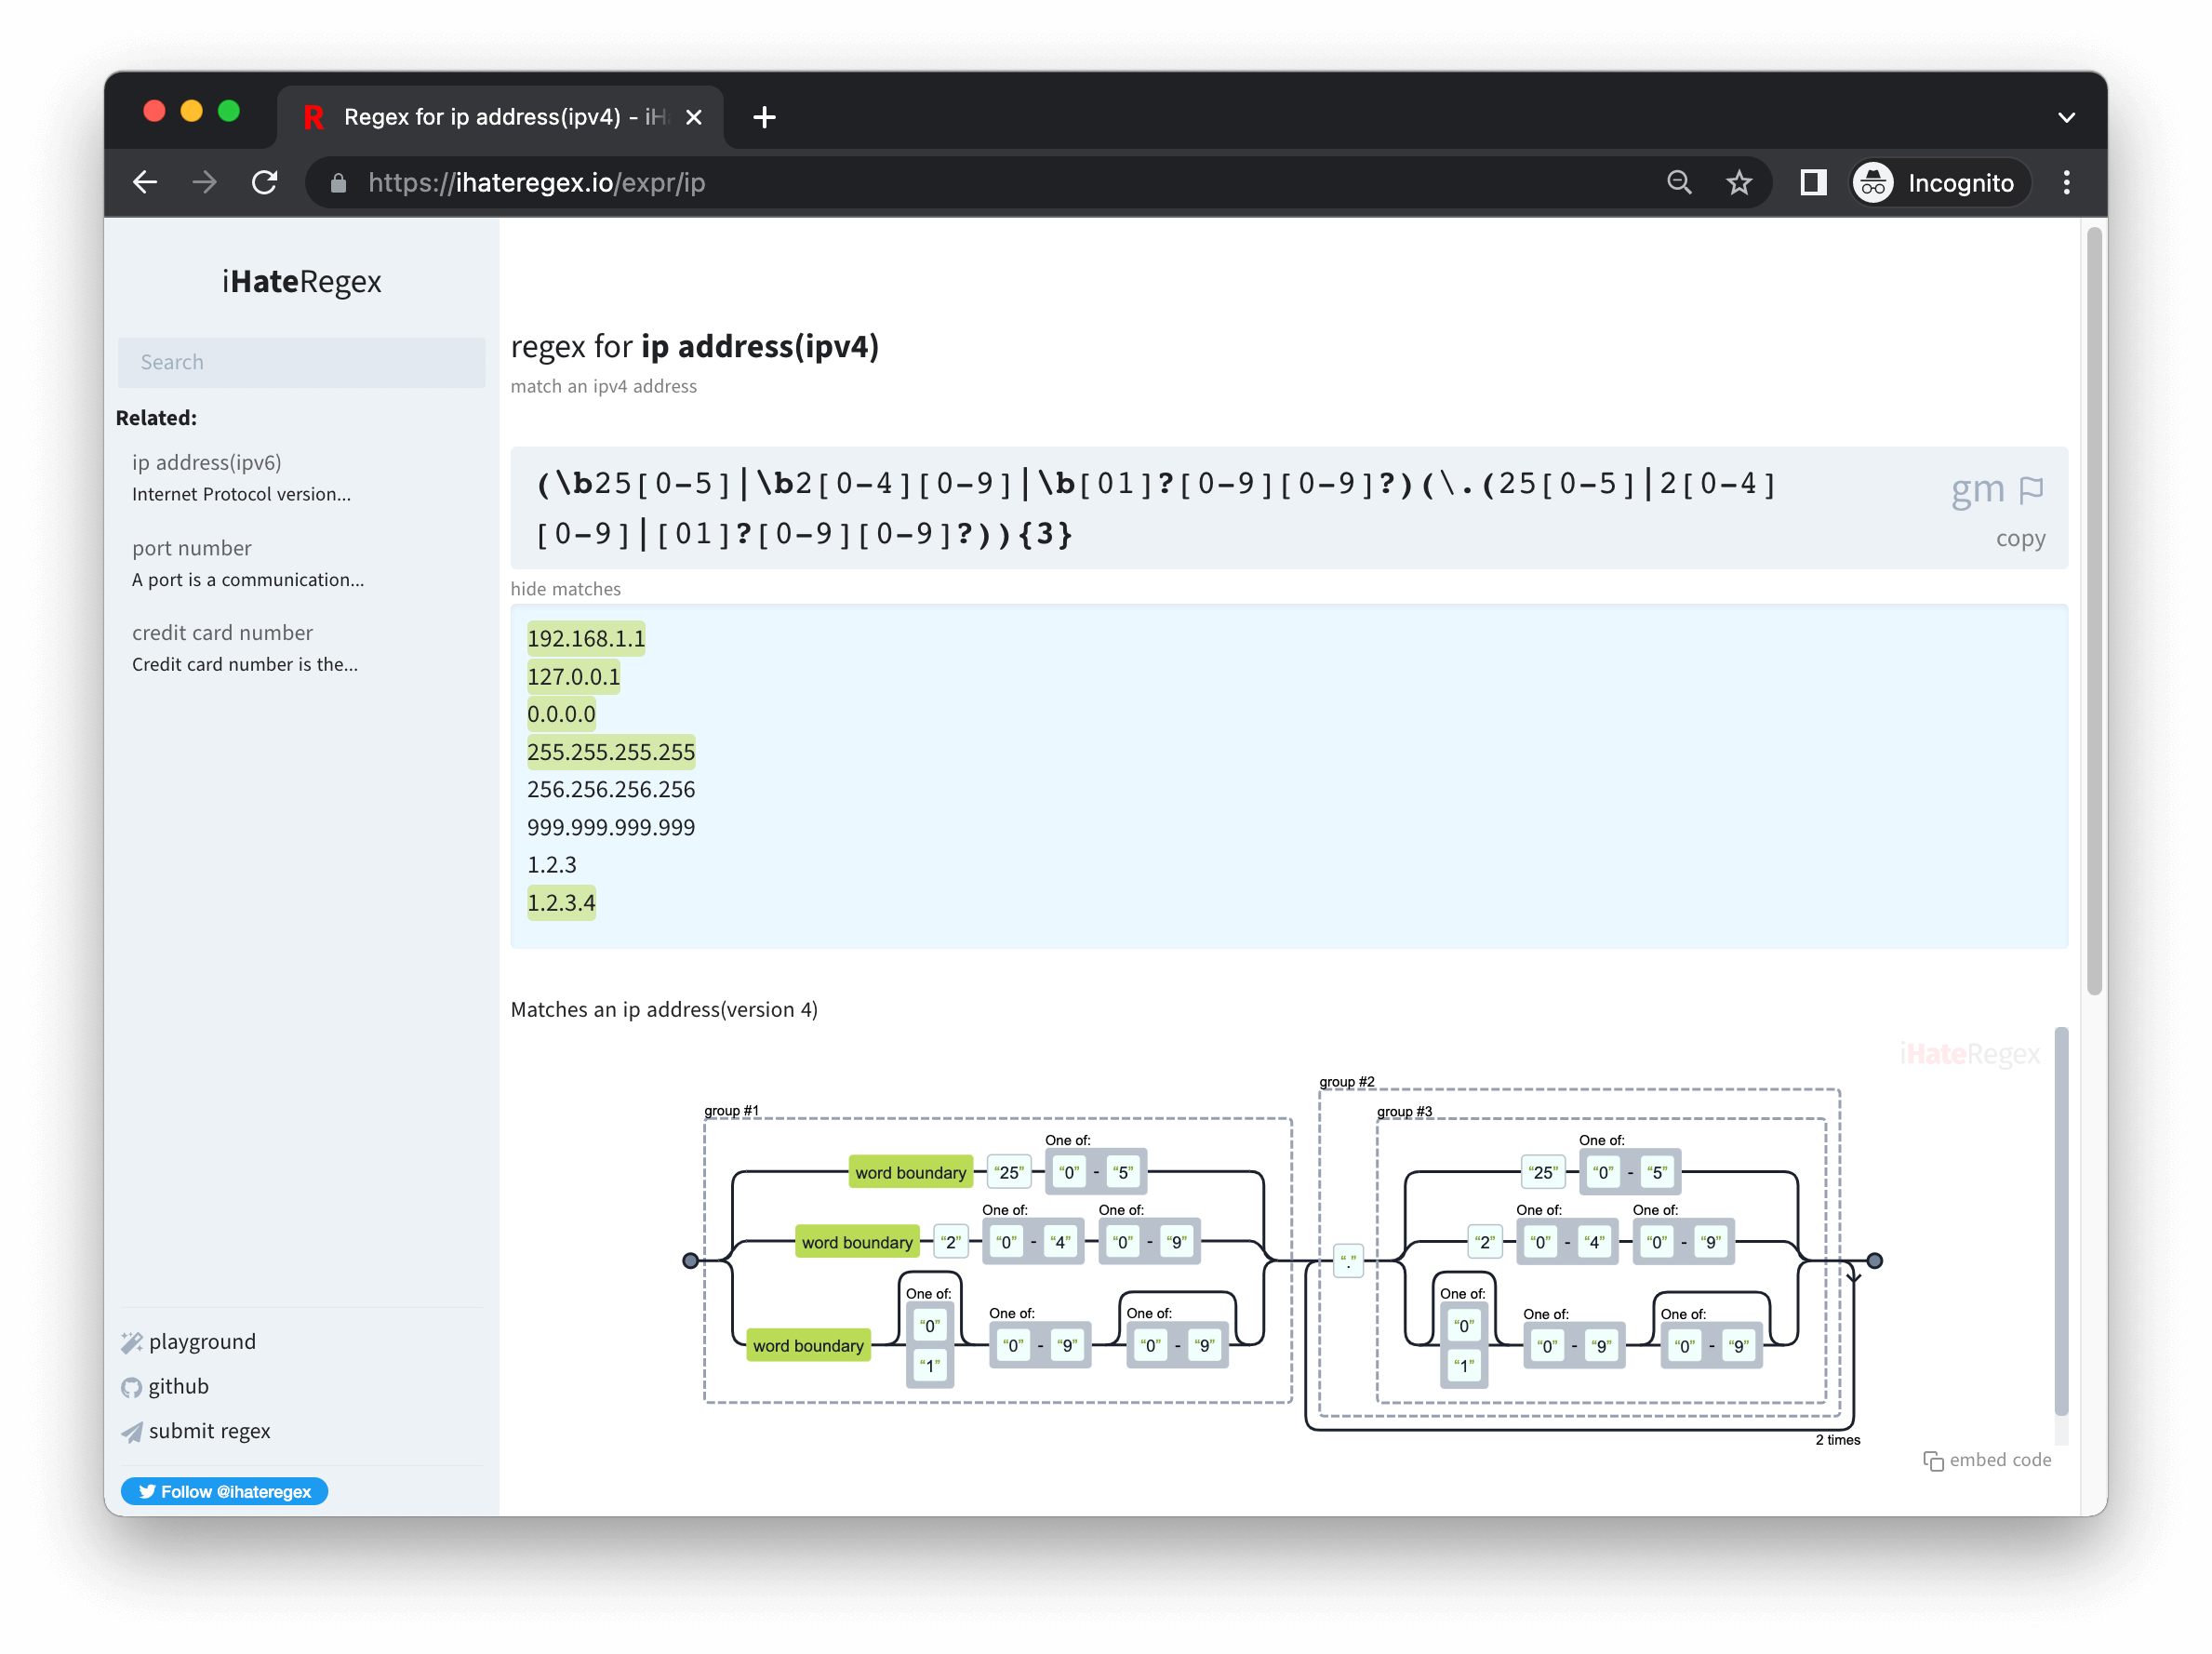 Regex for ip address(ipv4) - iH
https://ihateregex.io/expr/ip
Incognito
iHateRegex
Search
Related:
ip address(ipv6)
Internet Protocol version...
port number
A port is a communication...
credit card number
Credit card number is the...
playground
github
submit regex
Follow @ihateregex
regex for ip address(ipv4)
match an ipv4 address
(\b25[0-5]|\b2[0-4][0-9]|\b[01]?[0-9][0-9]?)(\.(25[0-5]|2[0-4]
[0-9]|[01]?[0-9][0-9]?)){3}
gm
copy
hide matches
192.168.1.1
127.0.0.1
0.0.0.0
255.255.255.255
256.256.256.256
999.999.999.999
1.2.3
1.2.3.4
Matches an ip address(version 4)
iHateRegex
group #1
One of:
word boundary “25” “0” - “5”
One of: One of:
word boundary “2” “0” - “4” “0” - “9”
One of: One of: One of:
“0”
word boundary “0” - “9” “0” - “9”
“1”
“.”
group #2
group #3
One of:
“25” “0” - “5”
One of: One of:
“2” “0” - “4” “0” - “9”
One of: One of: One of:
“0”
“0” - “9” “0” - “9”
“1”
2 times
embed code